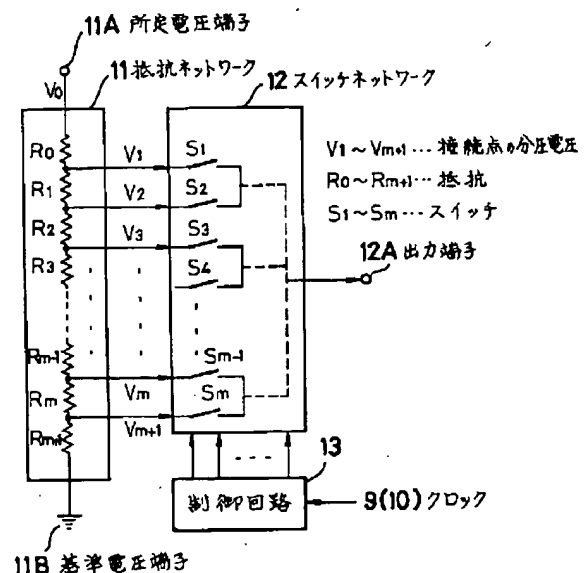 11A 所定電圧端子
V0
11 抵抗ネットワーク
12 スイッチネットワーク
R0
R1
R2
R3
Rm-1
Rm
Rm+1
V1
V2
V3
Vm
Vm+1
S1
S2
S3
S4
Sm-1
Sm
V1～Vm+1…接続点の分圧電圧
R0～Rm+1…抵抗
S1～Sm…スイッチ
12A 出力端子
13
制御回路
9(10)クロック
11B 基準電圧端子